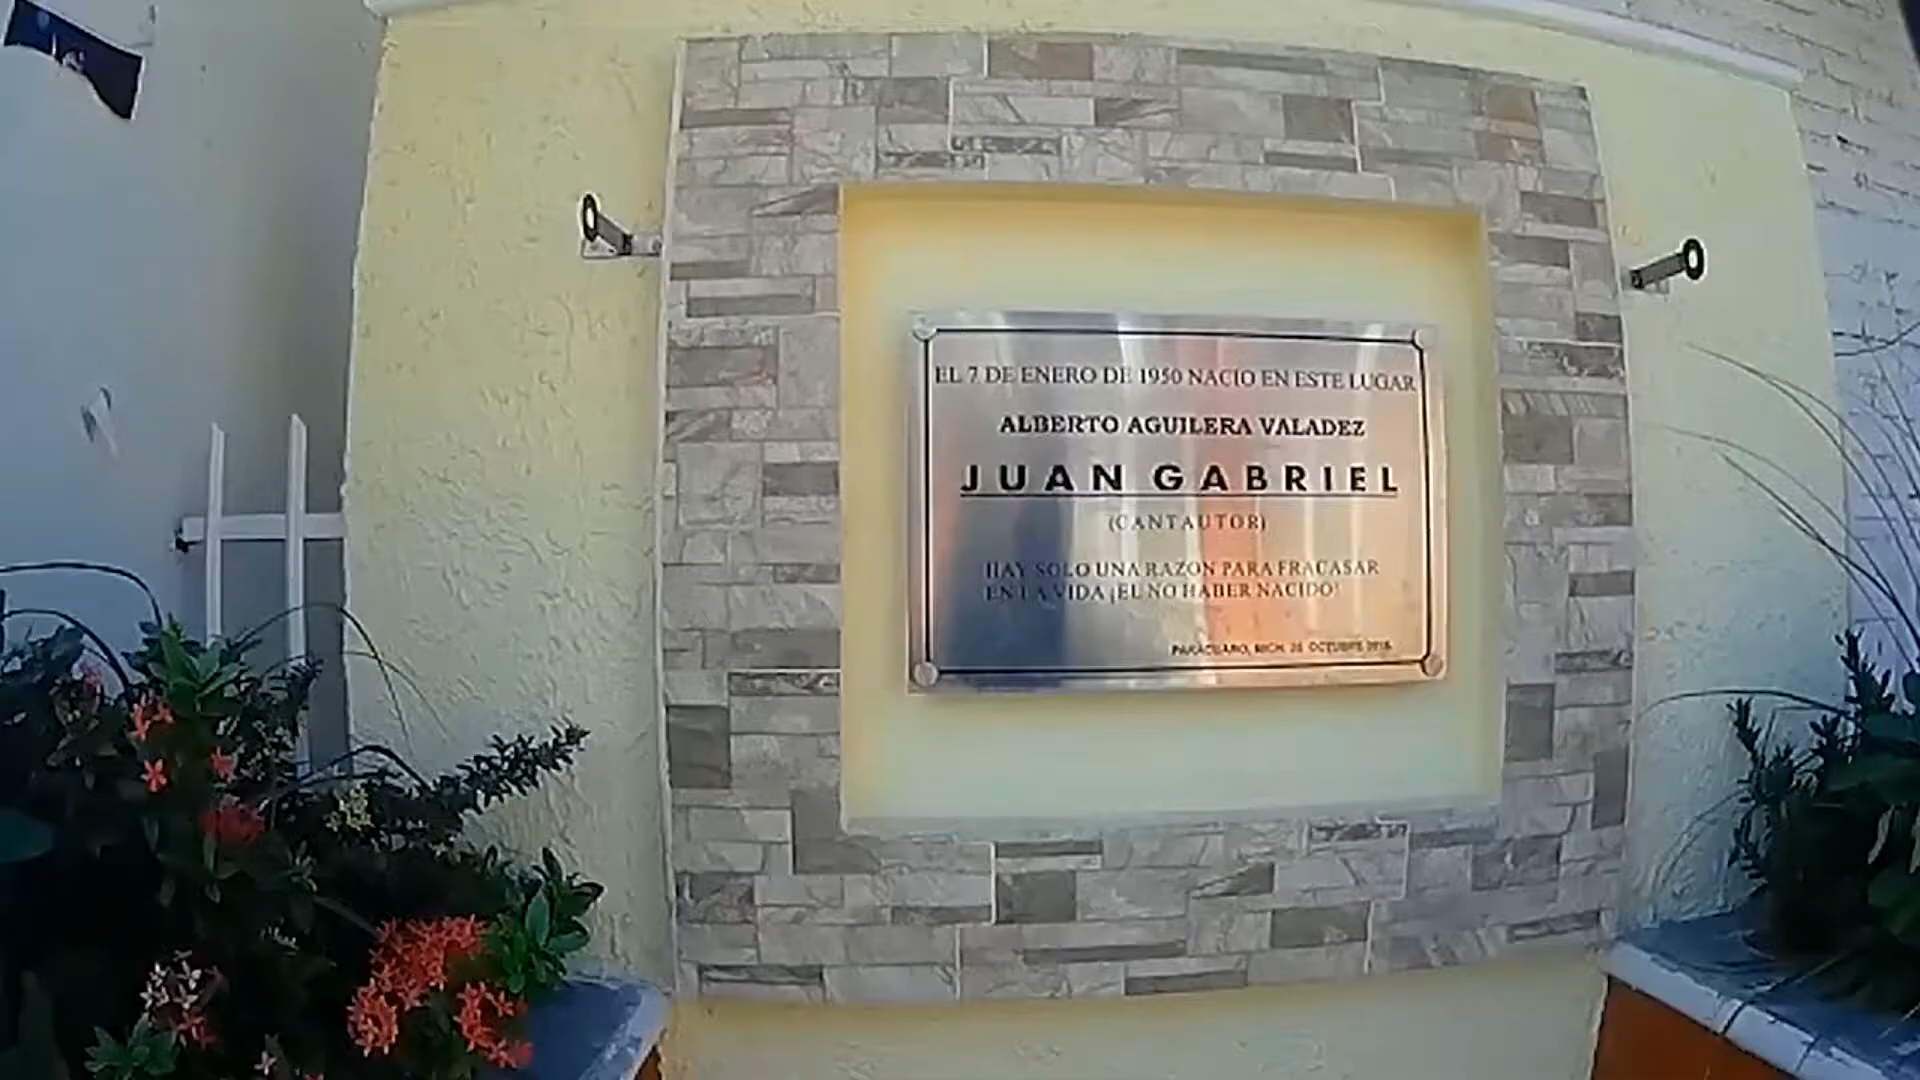 EL 7 DE ENERO DE 1950 NACIO EN ESTE LUGAR
ALBERTO AGUILERA VALADEZ
JUAN GABRIEL
(CANTAUTOR)
HAY SOLO UNA RAZON PARA FRACASAR
EN LA VIDA ¡EL NO HABER NACIDO!
PARACUARO, MICH. OCTUBRE